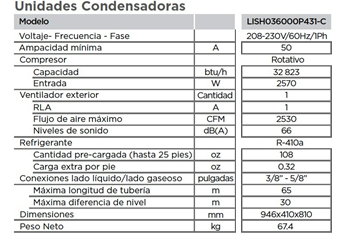 Unidades Condensadoras
Modelo LISH036000P431-C
Voltaje- Frecuencia - Fase 208-230V/60Hz/1Ph
Ampacidad mínima A 50
Compresor Rotativo
Capacidad btu/h 32 823
Entrada W 2570
Ventilador exterior Cantidad 1
RLA A 1
Flujo de aire máximo CFM 2530
Niveles de sonido dB(A) 66
Refrigerante R-410a
Cantidad pre-cargada (hasta 25 pies) oz 108
Carga extra por pie oz 0.32
Conexiones lado líquido/lado gaseoso pulgadas 3/8" - 5/8"
Máxima longitud de tubería m 65
Máxima diferencia de nivel m 30
Dimensiones mm 946x410x810
Peso Neto kg 67.4